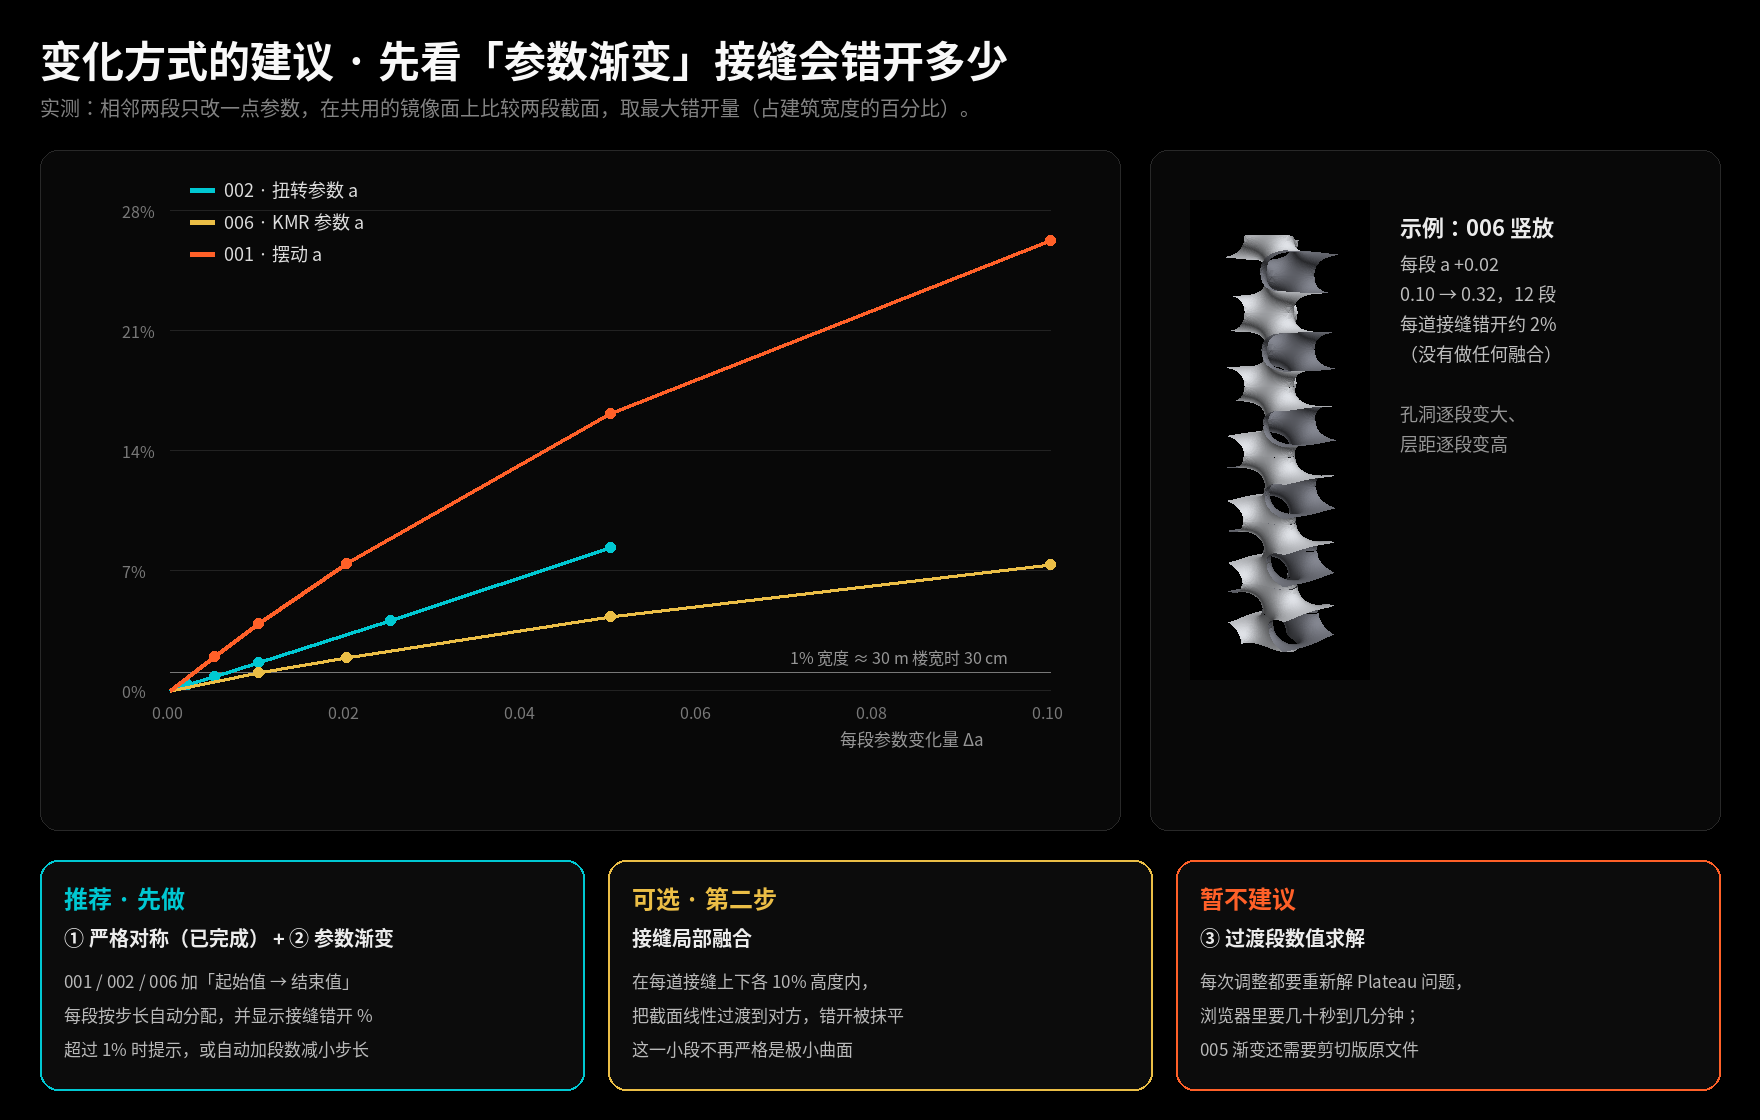 变化方式的建议 · 先看「参数渐变」接缝会错开多少
实测：相邻两段只改一点参数，在共用的镜像面上比较两段截面，取最大错开量（占建筑宽度的百分比）。
002 · 扭转参数 a
006 · KMR 参数 a
001 · 摆动 a
28%
21%
14%
7%
0%
1% 宽度 ≈ 30 m 楼宽时 30 cm
0.00
0.02
0.04
0.06
0.08
0.10
每段参数变化量 Δa
示例：006 竖放
每段 a +0.02
0.10 → 0.32，12 段
每道接缝错开约 2%
（没有做任何融合）
孔洞逐段变大、
层距逐段变高
推荐 · 先做
① 严格对称（已完成） + ② 参数渐变
001 / 002 / 006 加「起始值 → 结束值」
每段按步长自动分配，并显示接缝错开 %
超过 1% 时提示，或自动加段数减小步长
可选 · 第二步
接缝局部融合
在每道接缝上下各 10% 高度内，
把截面线性过渡到对方，错开被抹平
这一小段不再严格是极小曲面
暂不建议
③ 过渡段数值求解
每次调整都要重新解 Plateau 问题，
浏览器里要几十秒到几分钟；
005 渐变还需要剪切版原文件